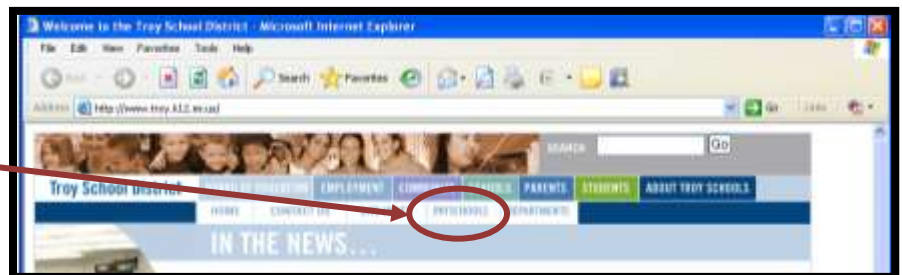 Welcome to the Troy School District - Microsoft Internet Explorer
File Edit View Favorites Tools Help
Search Favorites
Address http://www.troy.k12.mi.us/ Go Links
SEARCH Go
Troy School District EMPLOYMENT PARENTS STUDENTS ABOUT TROY SCHOOLS
HOME CONTACT US MYSCHOOLS DEPARTMENTS
IN THE NEWS...